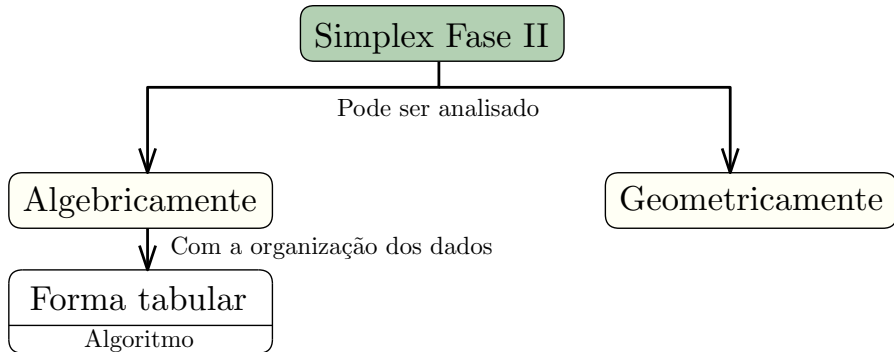 Simplex Fase II
Pode ser analisado
Algebricamente
Geometricamente
Com a organização dos dados
Forma tabular
Algoritmo